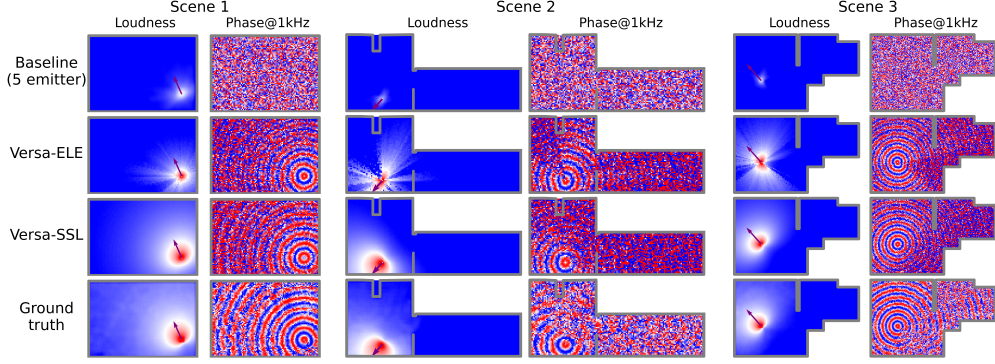 Scene 1
Scene 2
Scene 3
Loudness
Phase@1kHz
Loudness
Phase@1kHz
Loudness
Phase@1kHz
Baseline
(5 emitter)
Versa-ELE
Versa-SSL
Ground
truth